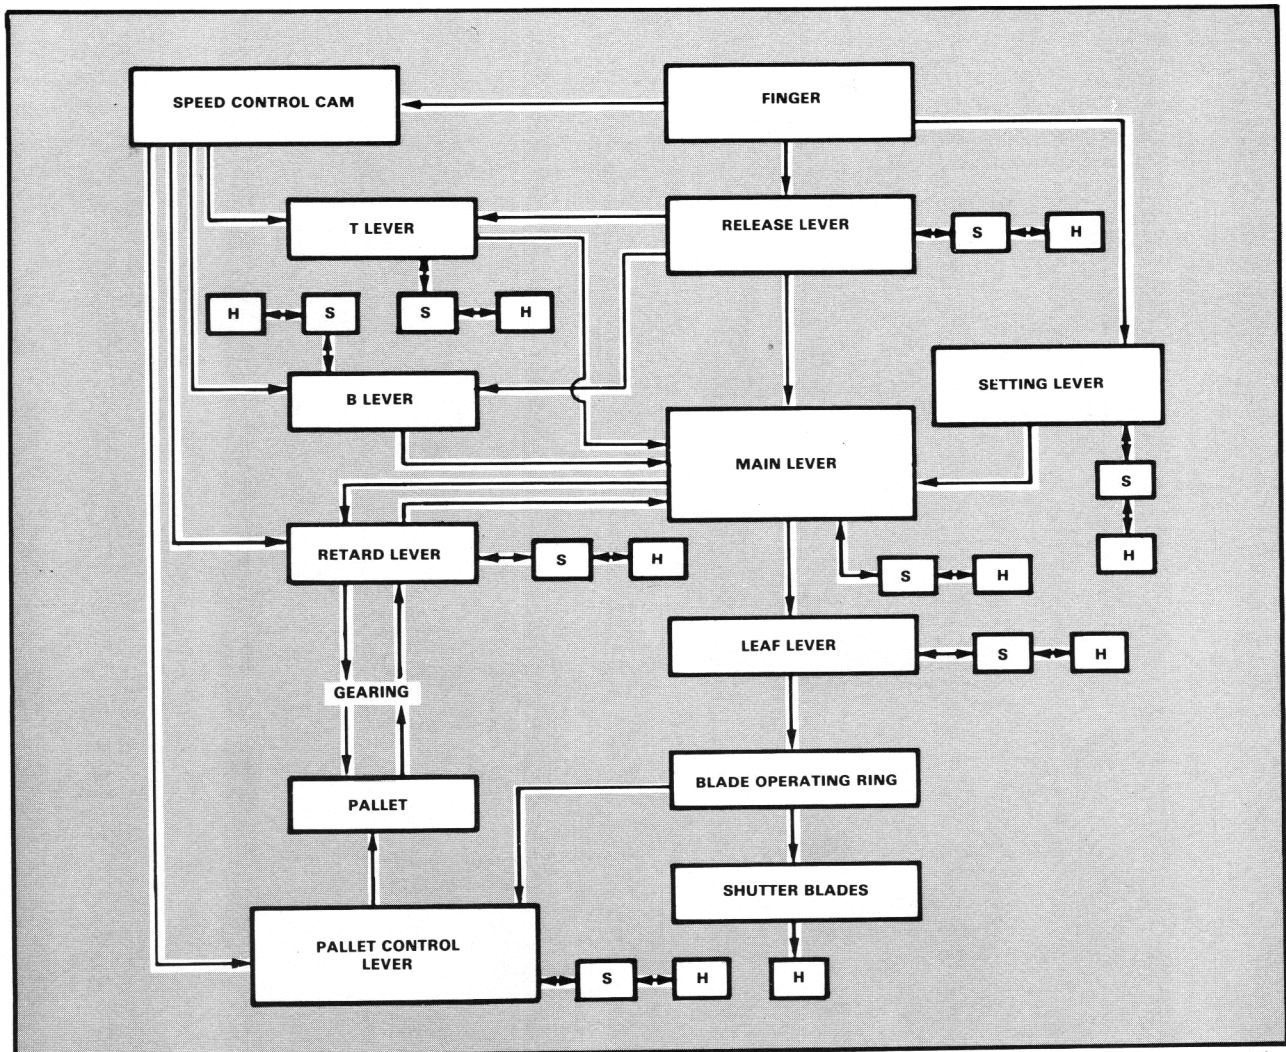 SPEED CONTROL CAM
FINGER
T LEVER
RELEASE LEVER
S
H
H
S
S
H
SETTING LEVER
B LEVER
MAIN LEVER
S
RETARD LEVER
S
H
H
S
H
LEAF LEVER
S
H
GEARING
BLADE OPERATING RING
PALLET
SHUTTER BLADES
PALLET CONTROL
LEVER
S
H
H